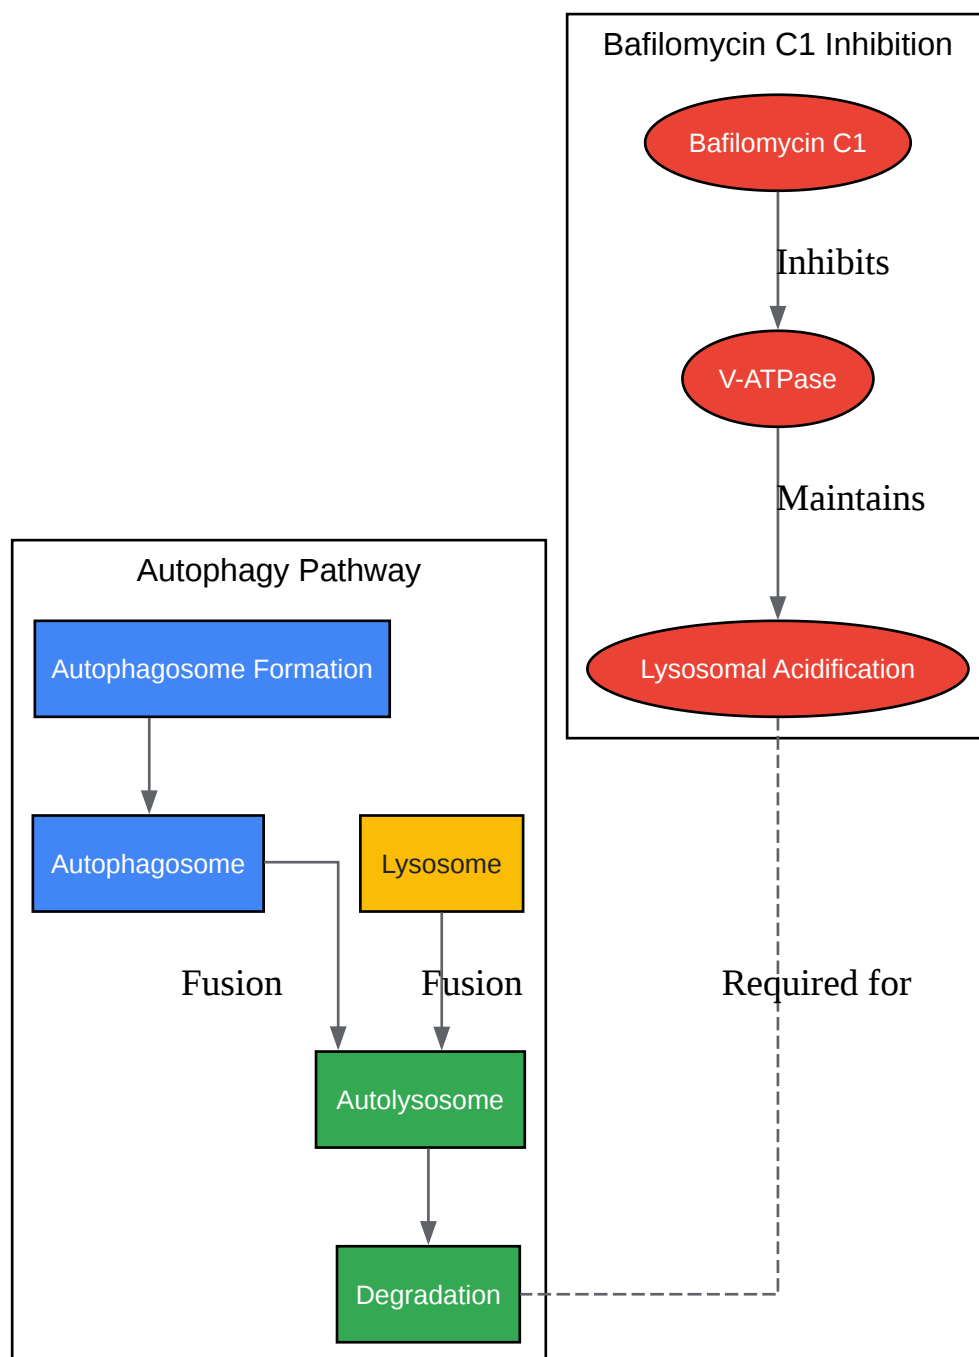 Bafilomycin C1 Inhibition
Bafilomycin C1
Inhibits
V-ATPase
Maintains
Lysosomal Acidification
Autophagy Pathway
Autophagosome Formation
Autophagosome
Lysosome
Fusion
Fusion
Required for
Autolysosome
Degradation